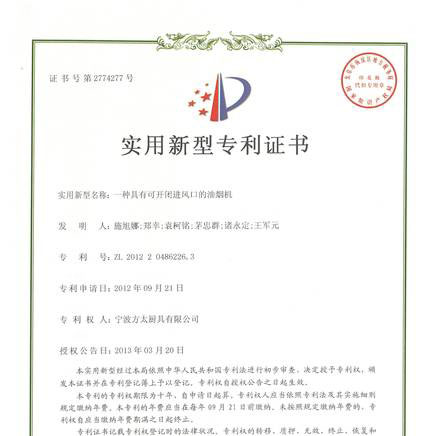 证书号第2774277号
实用新型专利证书
实用新型名称：一种具有可开闭进风口的油烟机
发明人：施旭娜;郑幸;袁柯铭;茅忠群;诸永定;王军元
专利号：ZL 2012 2 0486226.3
专利申请日：2012年09月21日
专利权人：宁波方太厨具有限公司
授权公告日：2013年03月20日
本实用新型经过本局依照中华人民共和国专利法进行初步审查，决定授予专利权，颁
发本证书并在专利登记簿上予以登记。专利权自授权公告之日起生效。
本专利的专利权期限为十年，自申请日起算。专利权人应当依照专利法及其实施细则
规定缴纳年费。本专利的年费应当在每年09月21日前缴纳。未按照规定缴纳年费的，专
利权自应当缴纳年费期满之日起终止。
专利证书记载专利权登记时的法律状况。专利权的转移、质押、无效、终止、恢复和